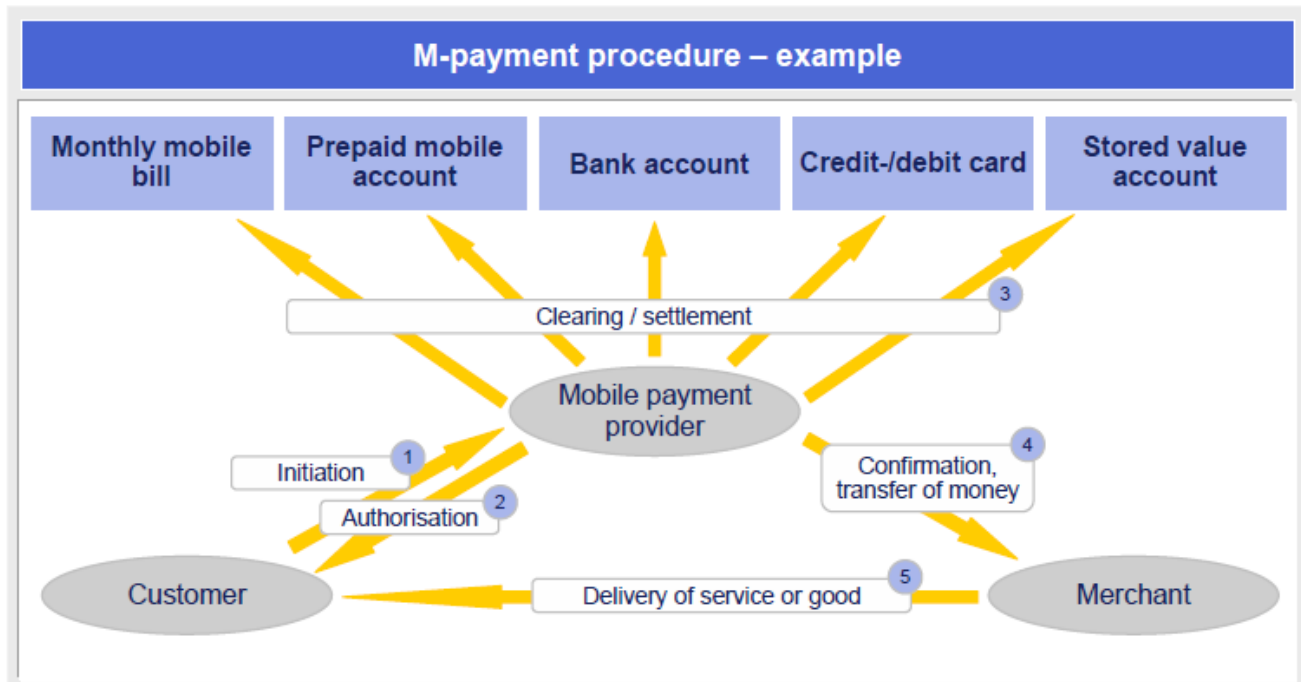 M-payment procedure – example
Monthly mobile
bill
Prepaid mobile
account
Bank account
Credit-/debit card
Stored value
account
3
Clearing / settlement
Mobile payment
provider
1
Initiation
2
Authorisation
4
Confirmation,
transfer of money
Customer
5
Delivery of service or good
Merchant